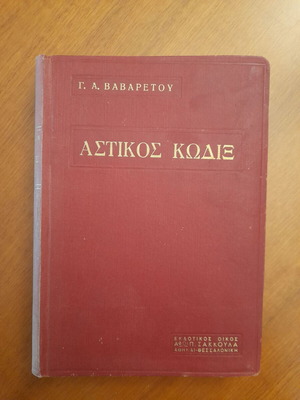 Γ. Α. ΒΑΒΑΡΕΤΟΥ
ΑΣΤΙΚΟΣ ΚΩΔΙΞ
ΕΚΔΟΤΙΚΟΣ ΟΙΚΟΣ
ΣΑΚΚΟΥΛΑ
ΘΕΣΣΑΛΟΝΙΚΗ